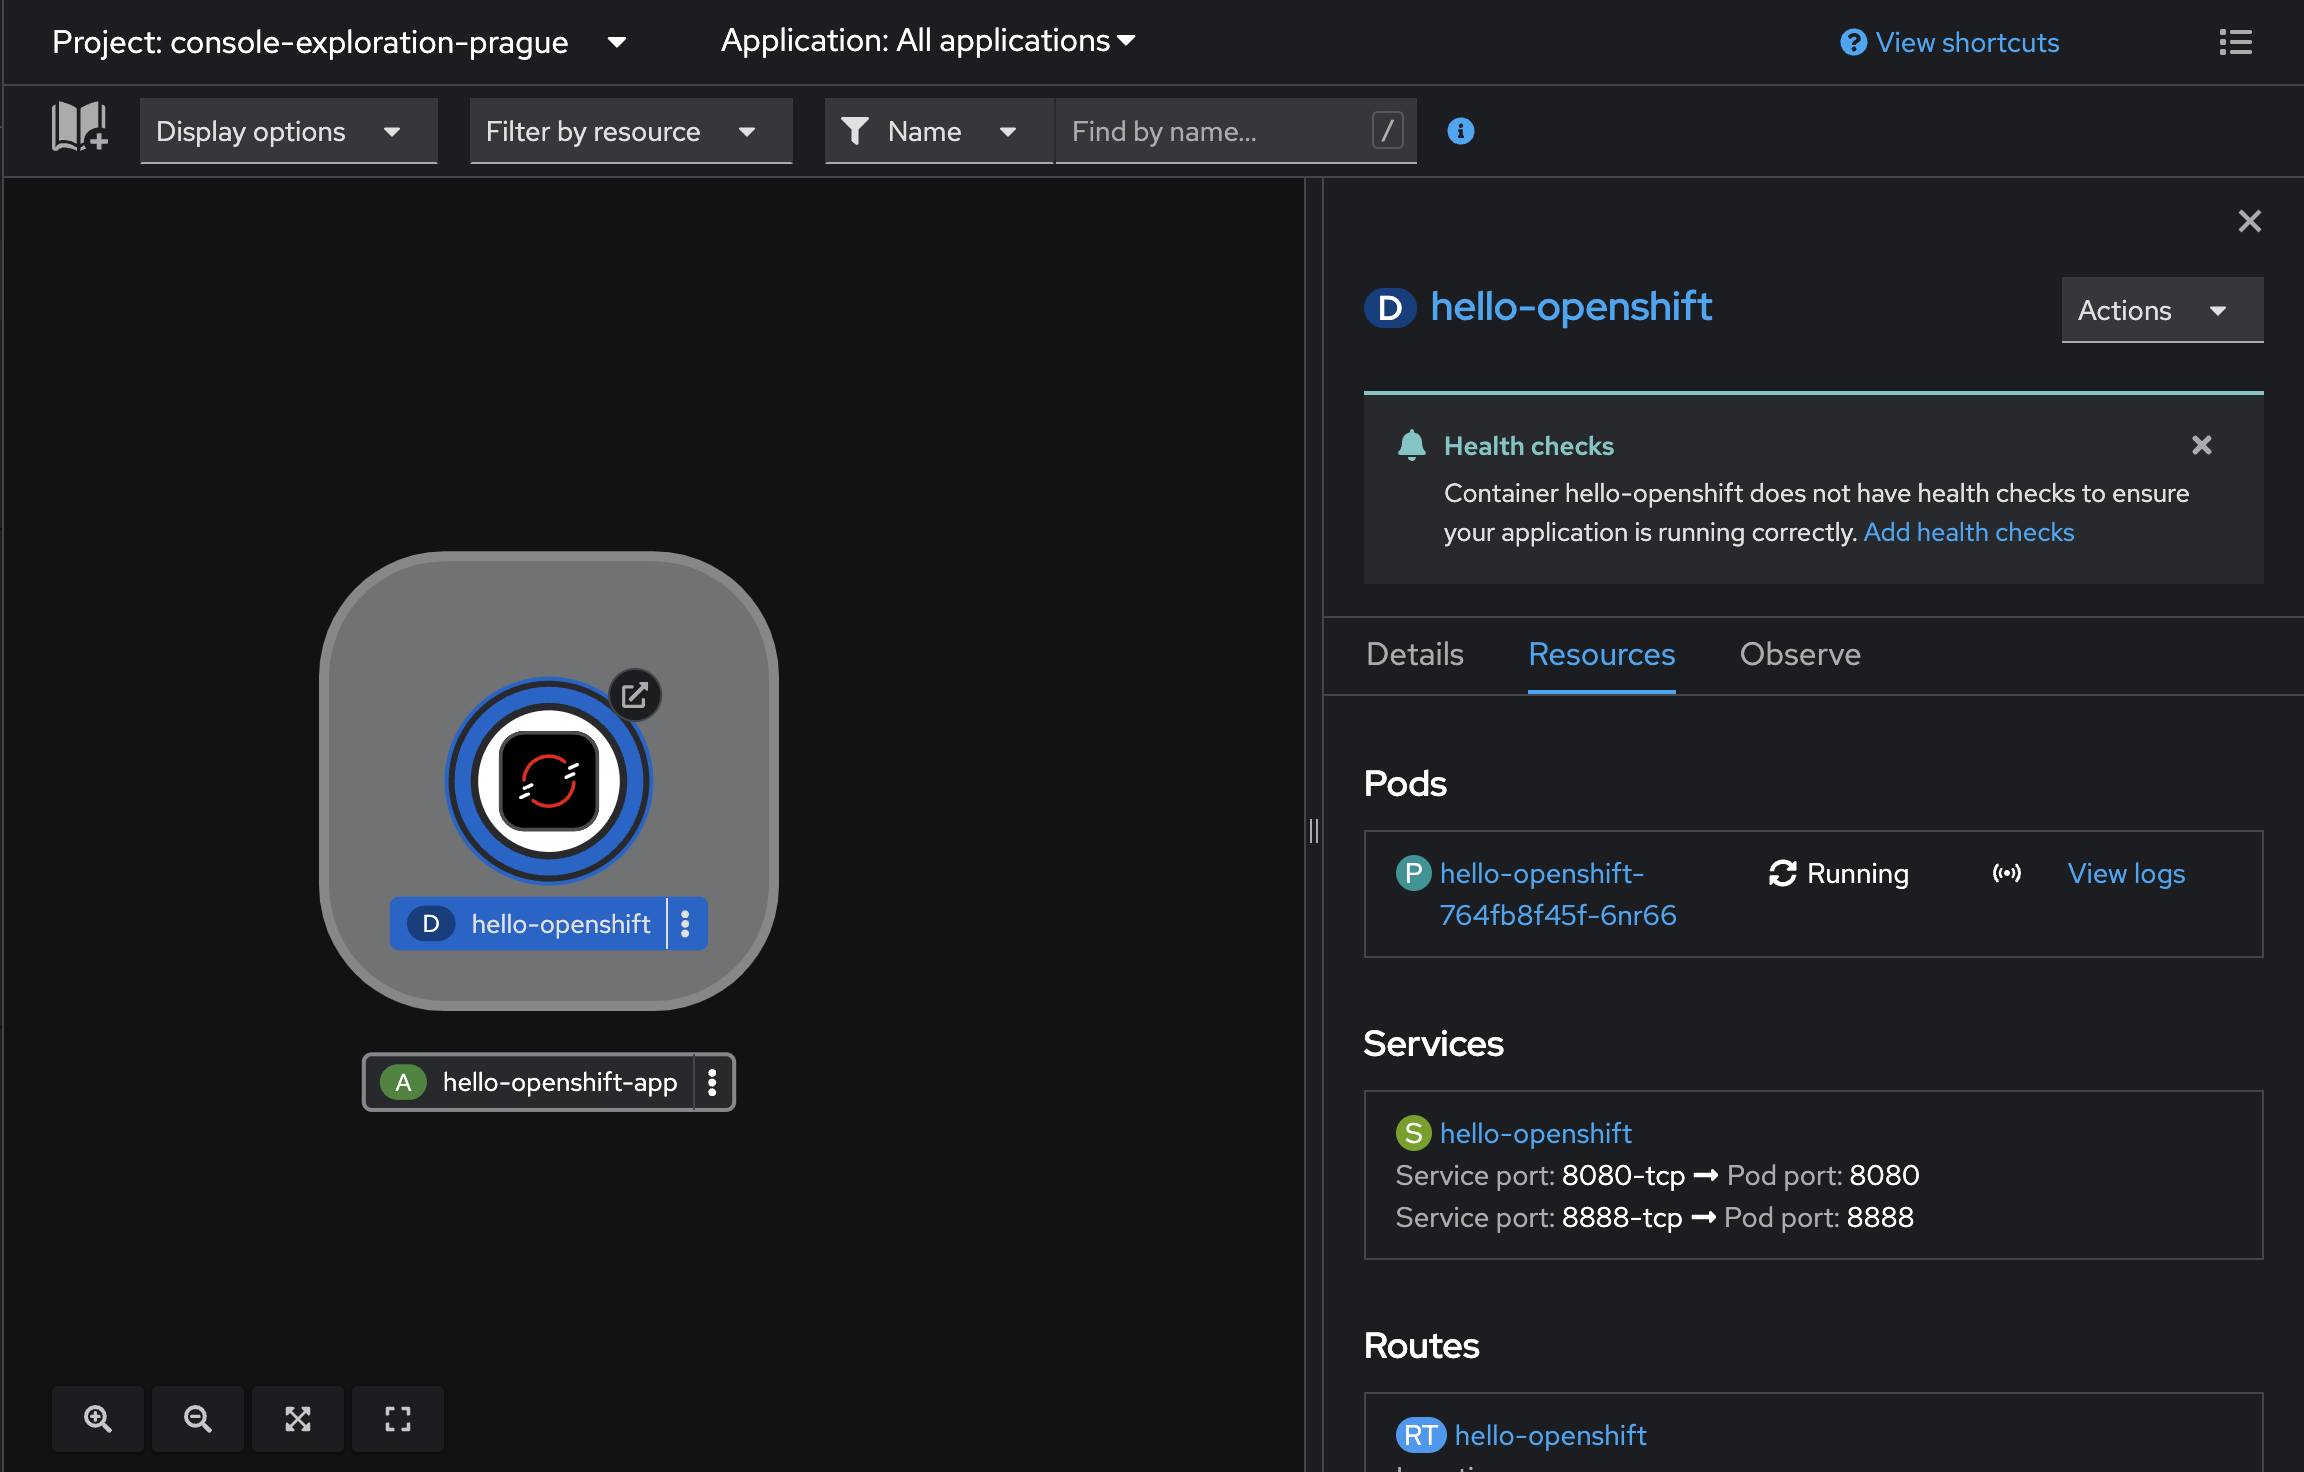 Project: console-exploration-prague
Application: All applications
View shortcuts
Display options
Filter by resource
Name
Find by name...
/
D hello-openshift
Actions
Health checks
Container hello-openshift does not have health checks to ensure
your application is running correctly. Add health checks
Details
Resources
Observe
Pods
P hello-openshift-
764fb8f45f-6nr66
Running
View logs
Services
S hello-openshift
Service port: 8080-tcp → Pod port: 8080
Service port: 8888-tcp → Pod port: 8888
Routes
RT hello-openshift
D hello-openshift
A hello-openshift-app